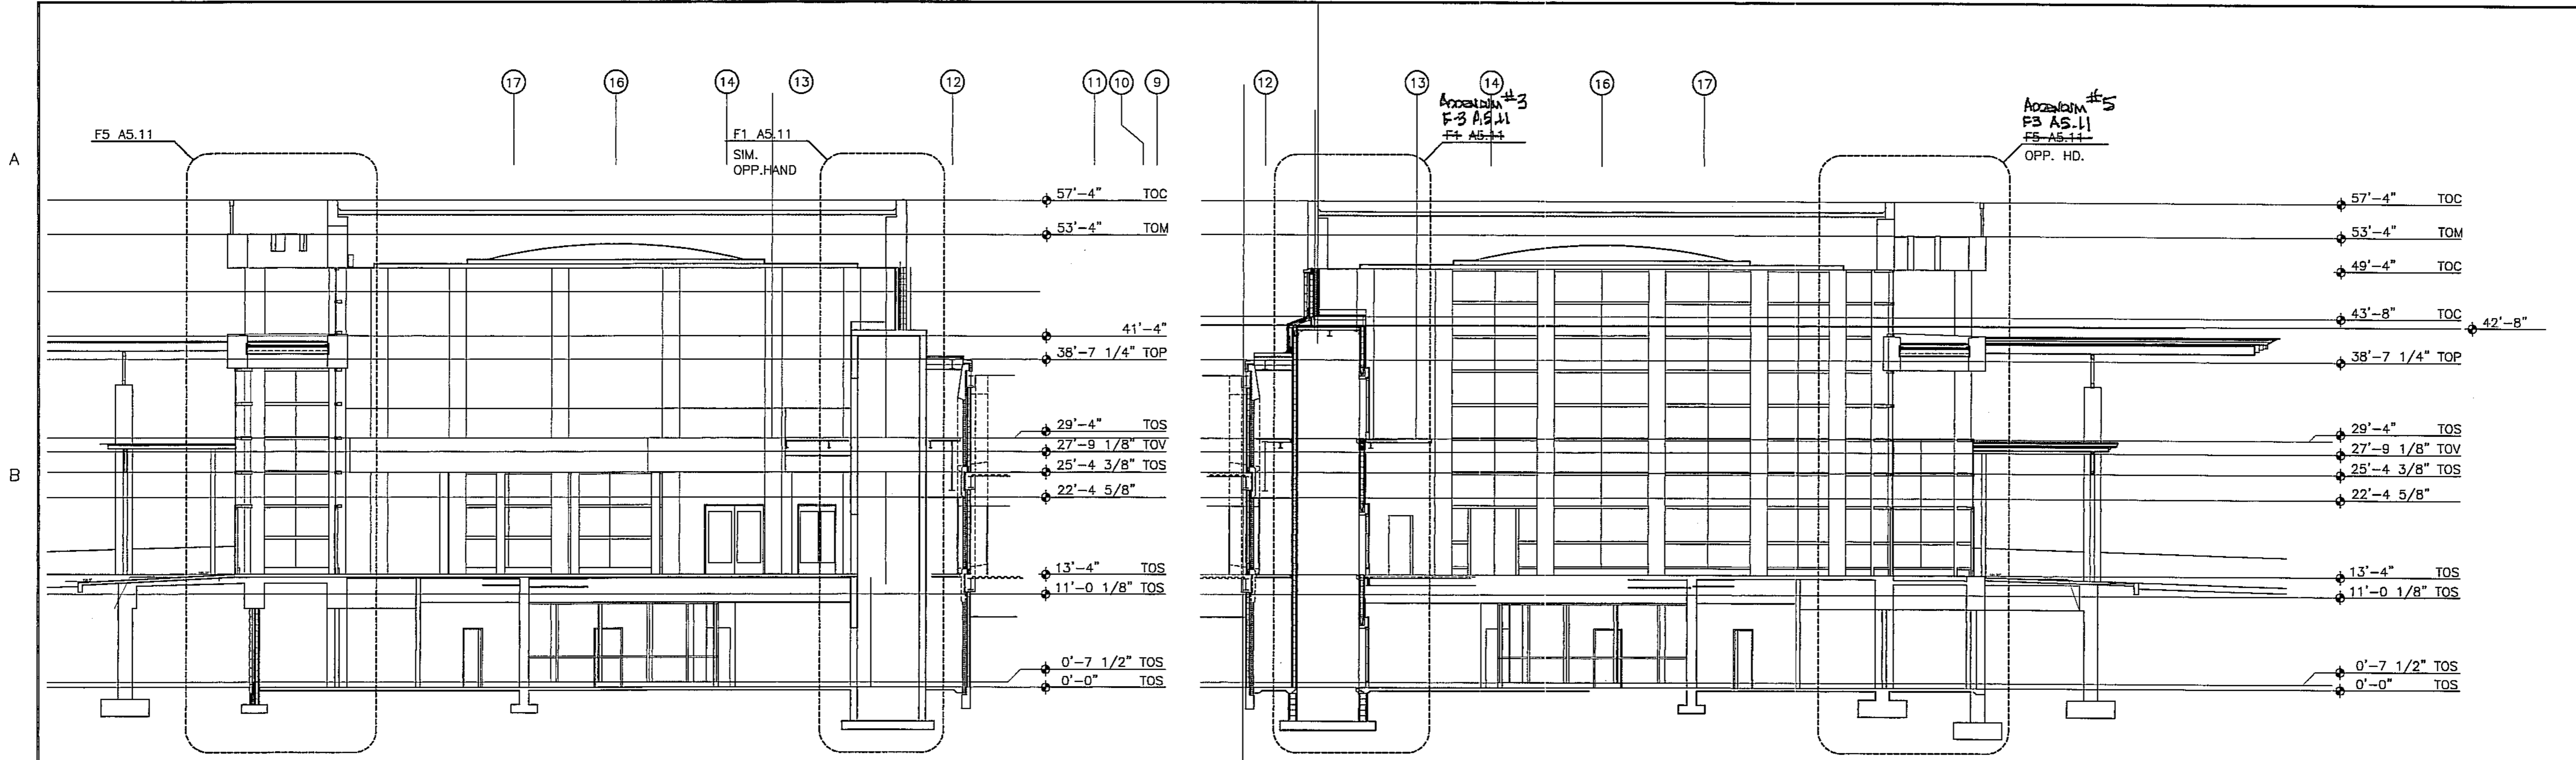 17 16 14 13 12 11 10 9
12 13 14 16 17
F5 A5.11
F1 A5.11
SIM.
OPP.HAND
ADDENDUM #3
F-3 A5.11
F1 A5.11
ADDENDUM #5
F3 A5.11
F5 A5.11
OPP. HD.
A
57'-4" TOC
53'-4" TOM
41'-4"
38'-7 1/4" TOP
29'-4" TOS
27'-9 1/8" TOV
25'-4 3/8" TOS
22'-4 5/8"
13'-4" TOS
11'-0 1/8" TOS
0'-7 1/2" TOS
0'-0" TOS
B
57'-4" TOC
53'-4" TOM
49'-4" TOC
43'-8" TOC
42'-8"
38'-7 1/4" TOP
29'-4" TOS
27'-9 1/8" TOV
25'-4 3/8" TOS
22'-4 5/8"
13'-4" TOS
11'-0 1/8" TOS
0'-7 1/2" TOS
0'-0" TOS